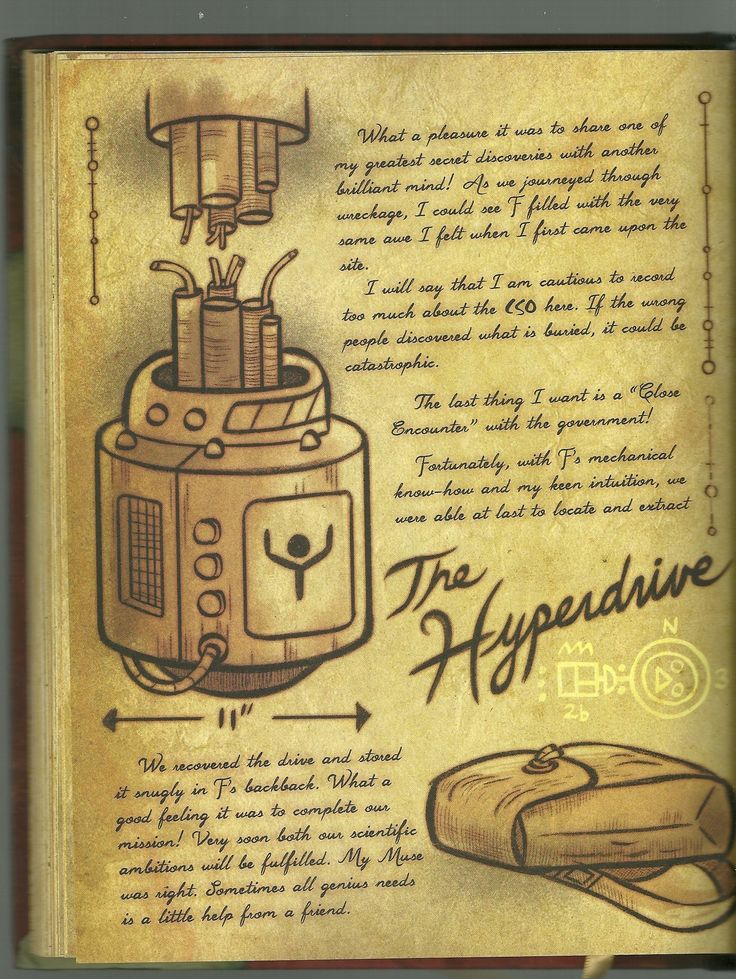 What a pleasure it was to share one of
my greatest secret discoveries with another
brilliant mind! As we journeyed through
wreckage, I could see F filled with the very
same awe I felt when I first came upon the
site.
I will say that I am cautious to record
too much about the CSO here. If the wrong
people discovered what is buried, it could be
catastrophic.
The last thing I want is a "Close
Encounter" with the government!
Fortunately, with F's mechanical
know-how and my keen intuition, we
were able at last to locate and extract
The
Hyperdrive
N
3
2b
11"
We recovered the drive and stored
it snugly in F's backback. What a
good feeling it was to complete our
mission! Very soon both our scientific
ambitions will be fulfilled. My Muse
was right. Sometimes all genius needs
is a little help from a friend.